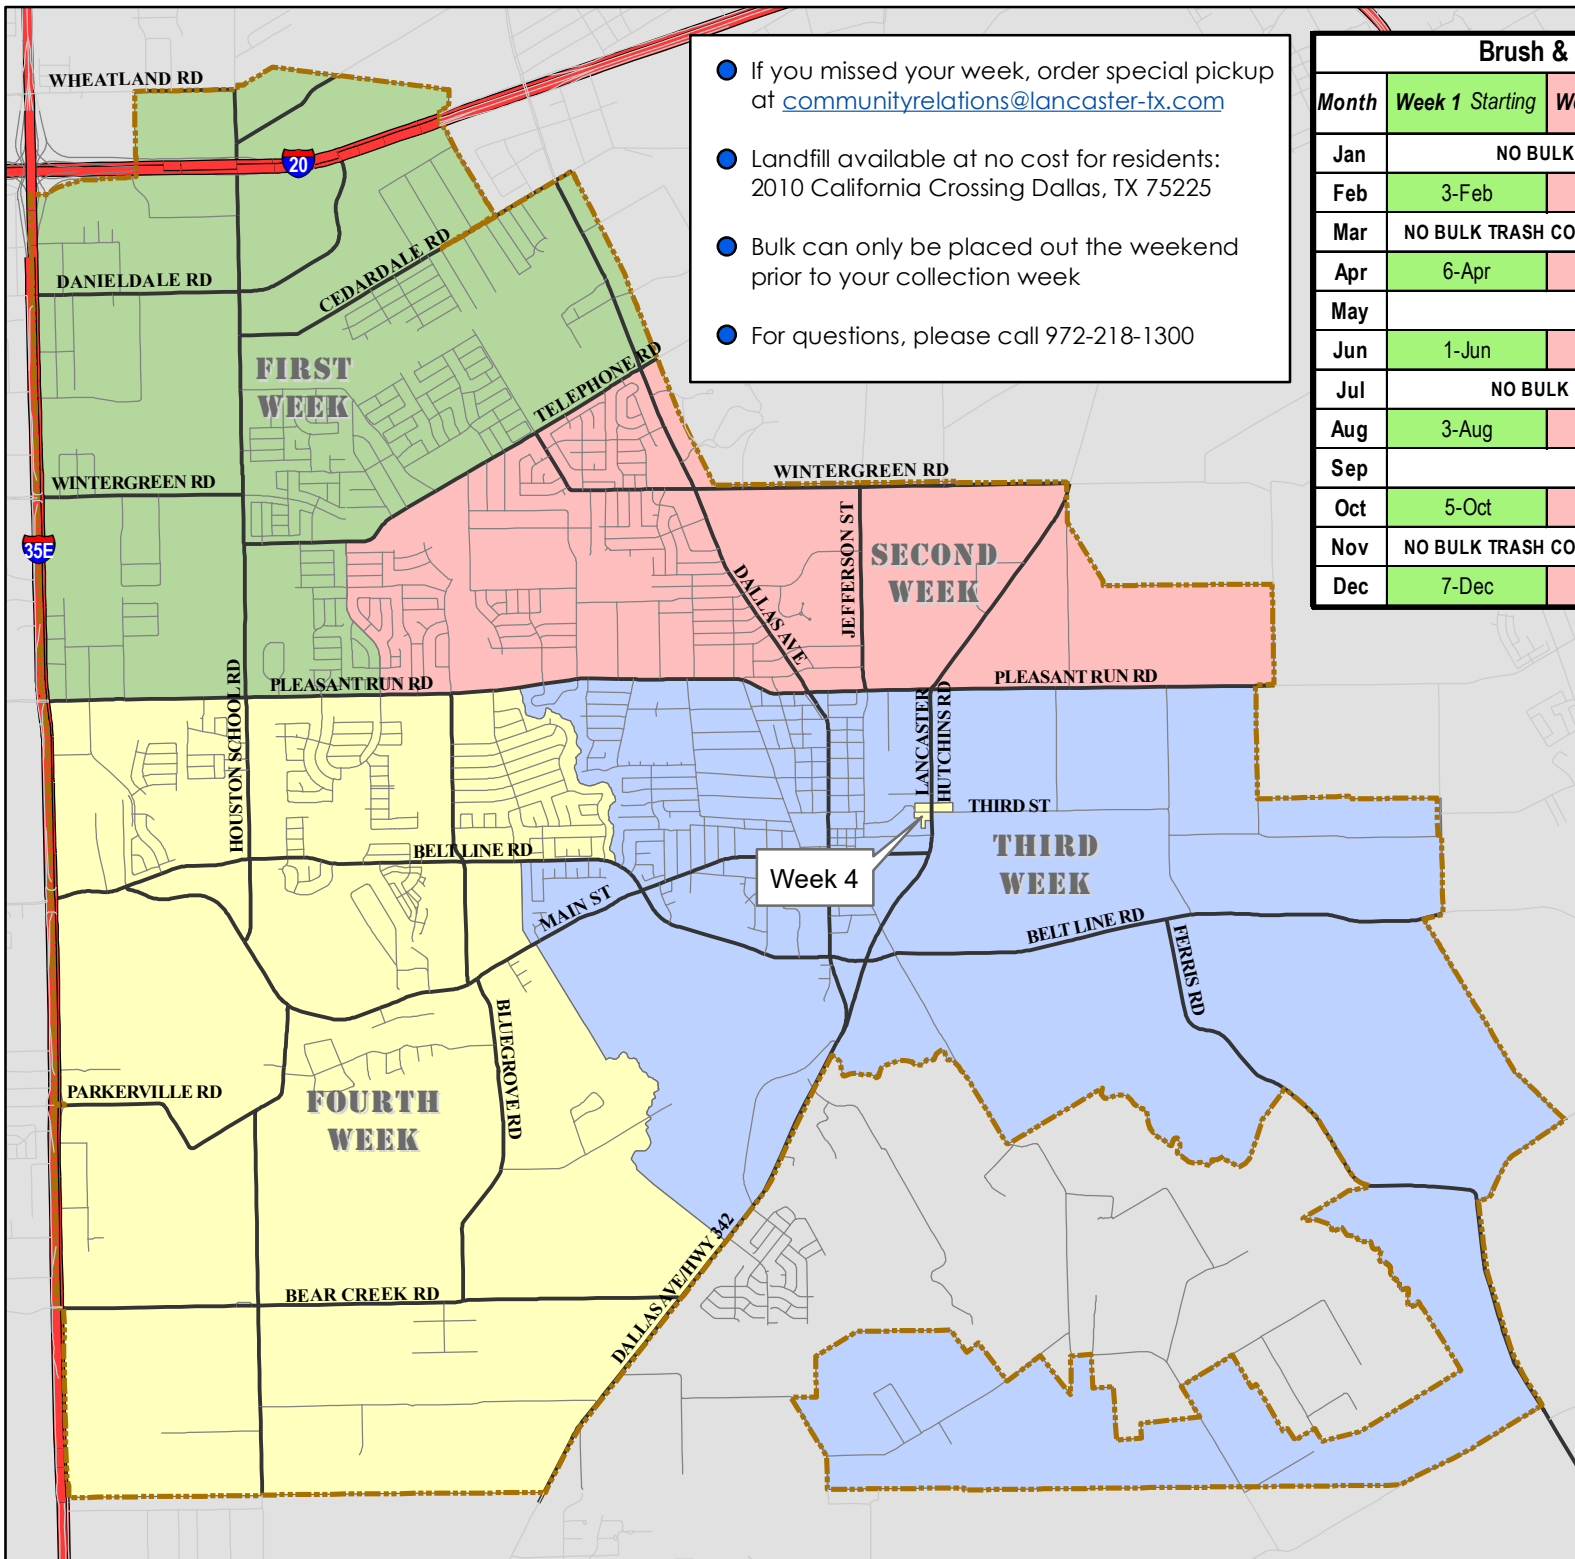 If you missed your week, order special pickup
at communityrelations@lancaster-tx.com
Landfill available at no cost for residents:
2010 California Crossing Dallas, TX 75225
Bulk can only be placed out the weekend
prior to your collection week
For questions, please call 972-218-1300
Brush &
Month Week 1 Starting
Jan NO BULK
Feb 3-Feb
Mar NO BULK TRASH CO
Apr 6-Apr
May
Jun 1-Jun
Jul NO BULK
Aug 3-Aug
Sep
Oct 5-Oct
Nov NO BULK TRASH CO
Dec 7-Dec
WHEATLAND RD
20
DANIELDALE RD
CEDARDALE RD
FIRST
WEEK
TELEPHONE RD
WINTERGREEN RD
WINTERGREEN RD
35E
JEFFERSON ST
SECOND
WEEK
DALLAS AVE
HOUSTON SCHOOL RD
PLEASANT RUN RD
PLEASANT RUN RD
LANCASTER
HUTCHINS RD
THIRD ST
BELT LINE RD
THIRD
WEEK
Week 4
MAIN ST
BELT LINE RD
FERRIS RD
BLUEGROVE RD
PARKERVILLE RD
FOURTH
WEEK
BEAR CREEK RD
DALLAS AVE/HWY 342